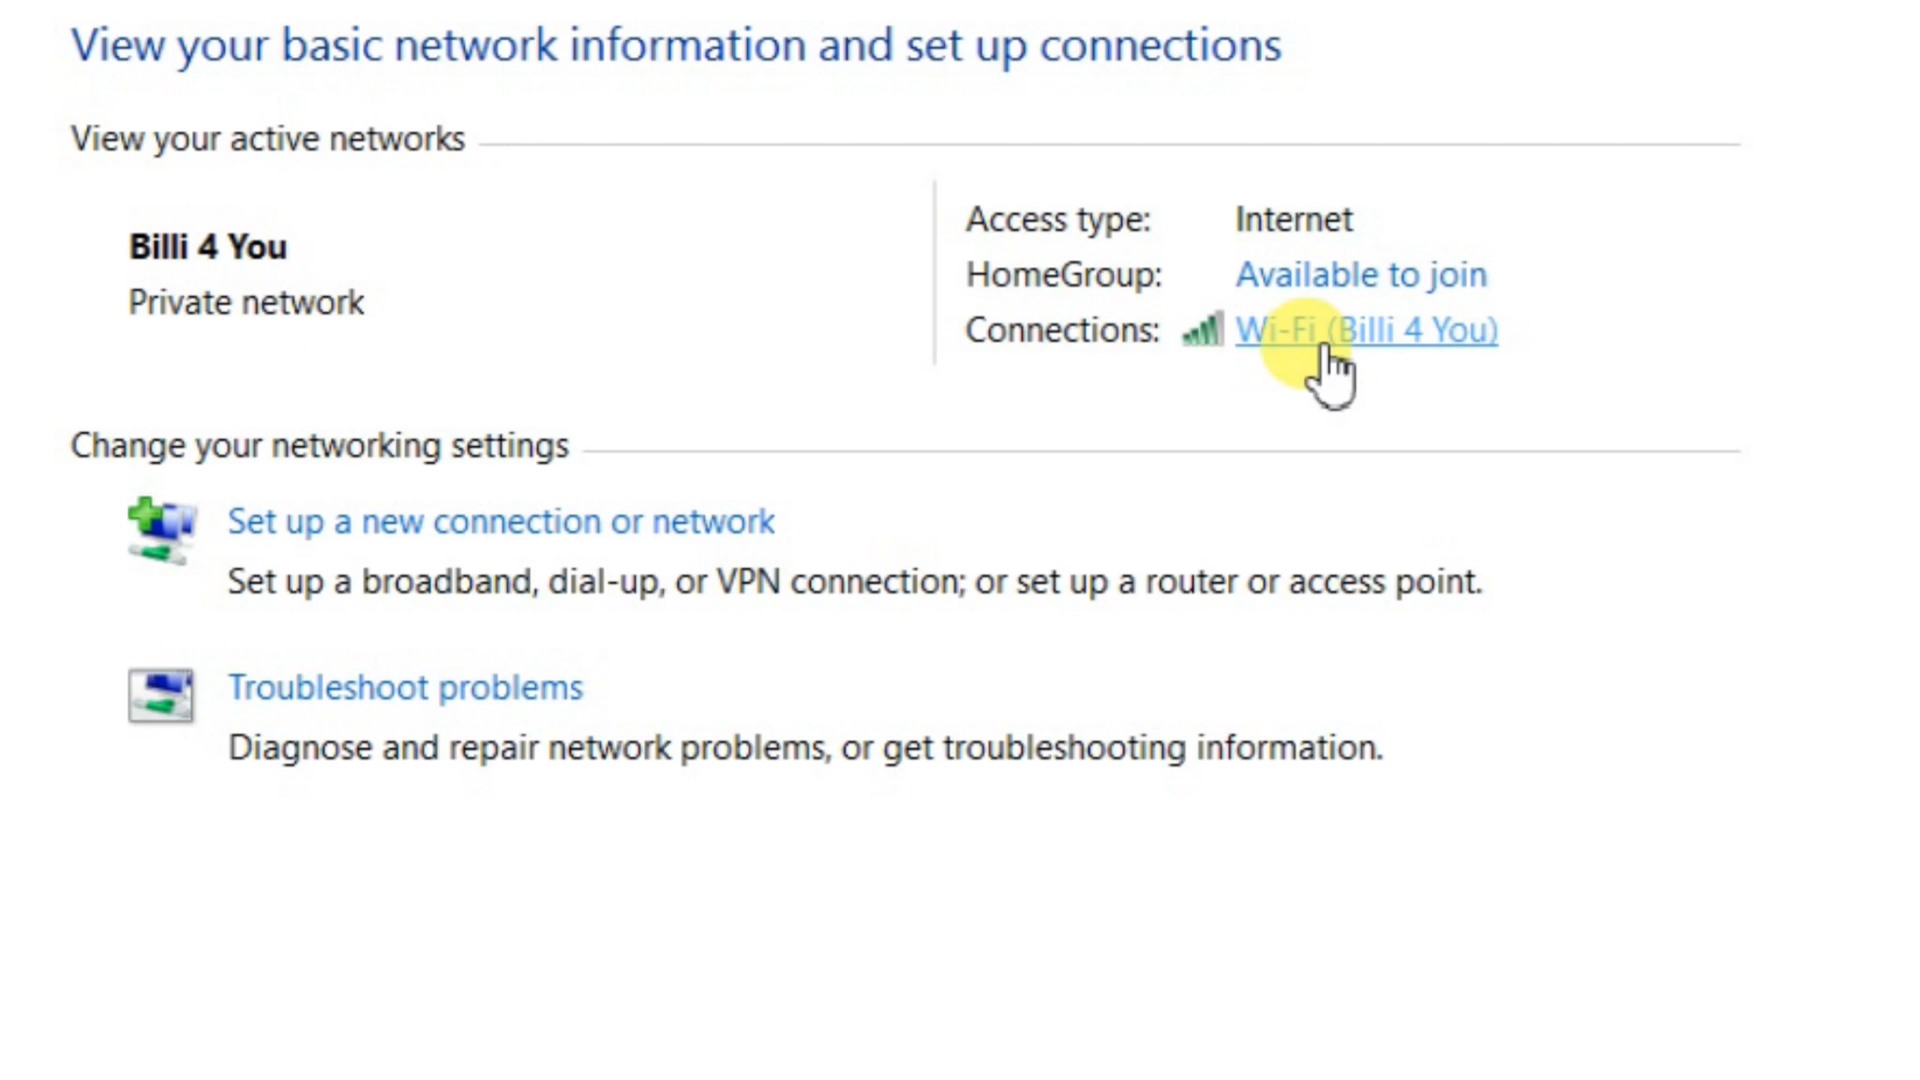 View your basic network information and set up connections
View your active networks
Billi 4 You
Private network
Access type: Internet
HomeGroup: Available to join
Connections: Wi-Fi (Billi 4 You)
Change your networking settings
Set up a new connection or network
Set up a broadband, dial-up, or VPN connection; or set up a router or access point.
Troubleshoot problems
Diagnose and repair network problems, or get troubleshooting information.